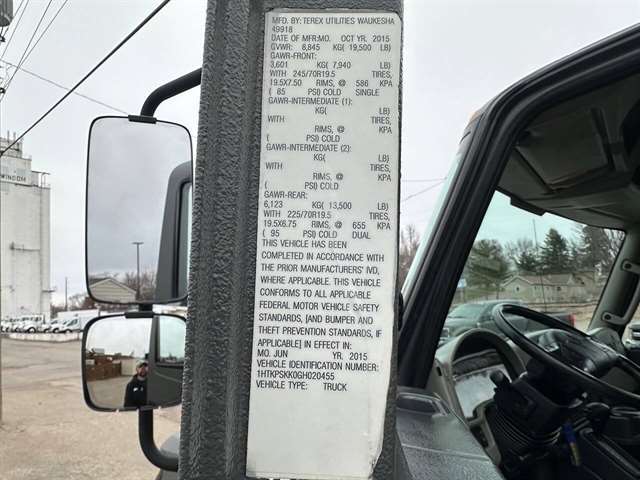 MFD. BY: TEREX UTILITIES WAUKESHA
49918
DATE OF MFR:MO. OCT YR. 2015
GVWR: 8,845 KG( 19,500 LB)
GAWR-FRONT:
3,601 KG( 7,940 LB)
WITH 245/70R19.5 TIRES,
19.5X7.50 RIMS, @ 586 KPA
( 85 PSI) COLD SINGLE
GAWR-INTERMEDIATE (1):
KG( LB)
WITH TIRES,
RIMS, @ KPA
( PSI) COLD
GAWR-INTERMEDIATE (2):
KG( LB)
WITH TIRES,
RIMS, @ KPA
( PSI) COLD
GAWR-REAR:
6,123 KG( 13,500 LB)
WITH 225/70R19.5 TIRES,
19.5X6.75 RIMS, @ 655 KPA
( 95 PSI) COLD DUAL
THIS VEHICLE HAS BEEN
COMPLETED IN ACCORDANCE WITH
THE PRIOR MANUFACTURERS' IVD,
WHERE APPLICABLE. THIS VEHICLE
CONFORMS TO ALL APPLICABLE
FEDERAL MOTOR VEHICLE SAFETY
STANDARDS, [AND BUMPER AND
THEFT PREVENTION STANDARDS, IF
APPLICABLE] IN EFFECT IN
MO. JUN YR. 2015
VEHICLE IDENTIFICATION NUMBER:
1HTKPSKK0GH020455
VEHICLE TYPE: TRUCK
WINDOM